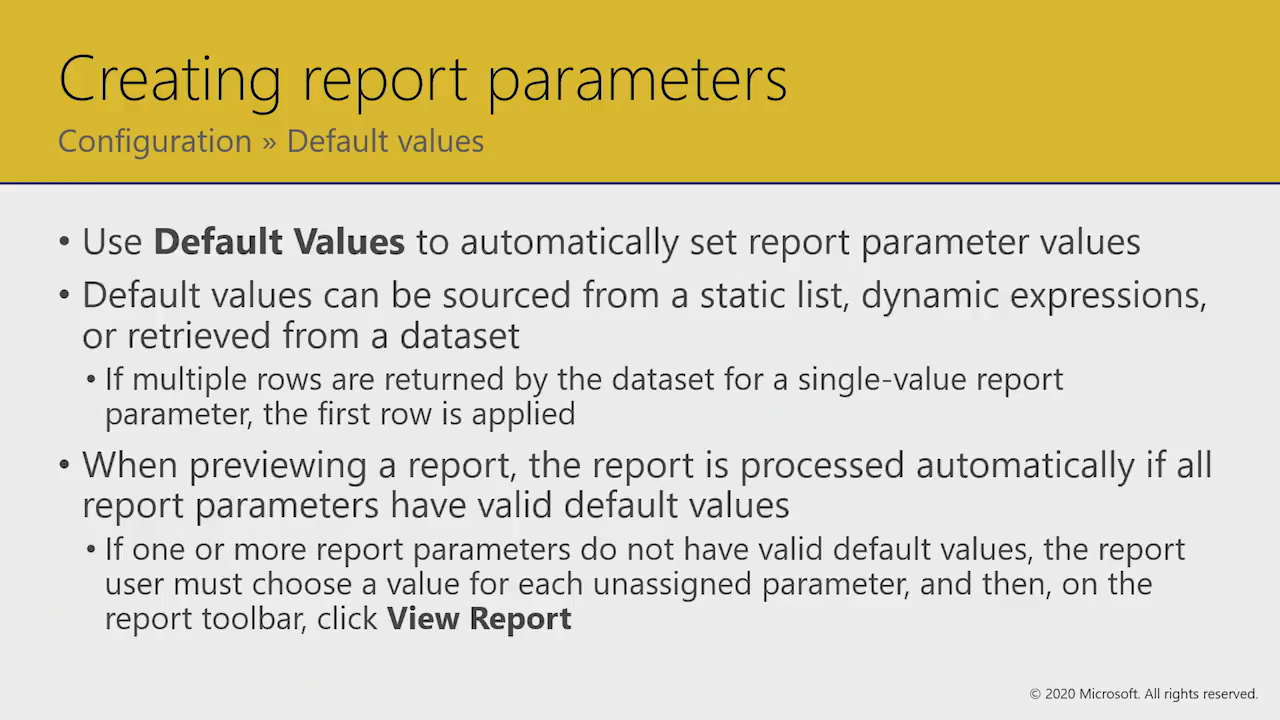 Creating report parameters
Configuration » Default values
• Use Default Values to automatically set report parameter values
• Default values can be sourced from a static list, dynamic expressions,
or retrieved from a dataset
• If multiple rows are returned by the dataset for a single-value report
parameter, the first row is applied
• When previewing a report, the report is processed automatically if all
report parameters have valid default values
• If one or more report parameters do not have valid default values, the report
user must choose a value for each unassigned parameter, and then, on the
report toolbar, click View Report
© 2020 Microsoft. All rights reserved.